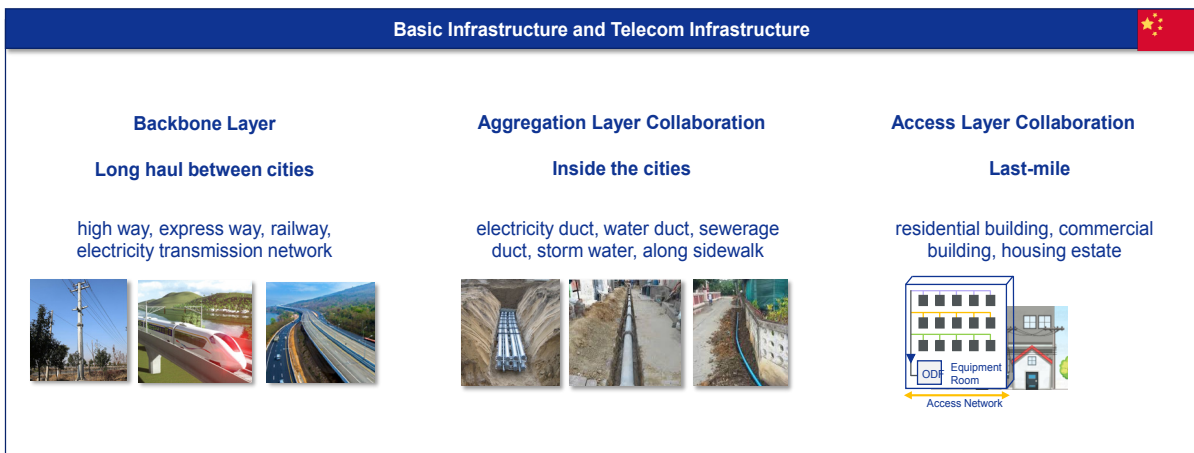 Basic Infrastructure and Telecom Infrastructure
Backbone Layer
Long haul between cities
high way, express way, railway,
electricity transmission network
Aggregation Layer Collaboration
Inside the cities
electricity duct, water duct, sewerage
duct, storm water, along sidewalk
Access Layer Collaboration
Last-mile
residential building, commercial
building, housing estate
ODF
Equipment
Room
Access Network